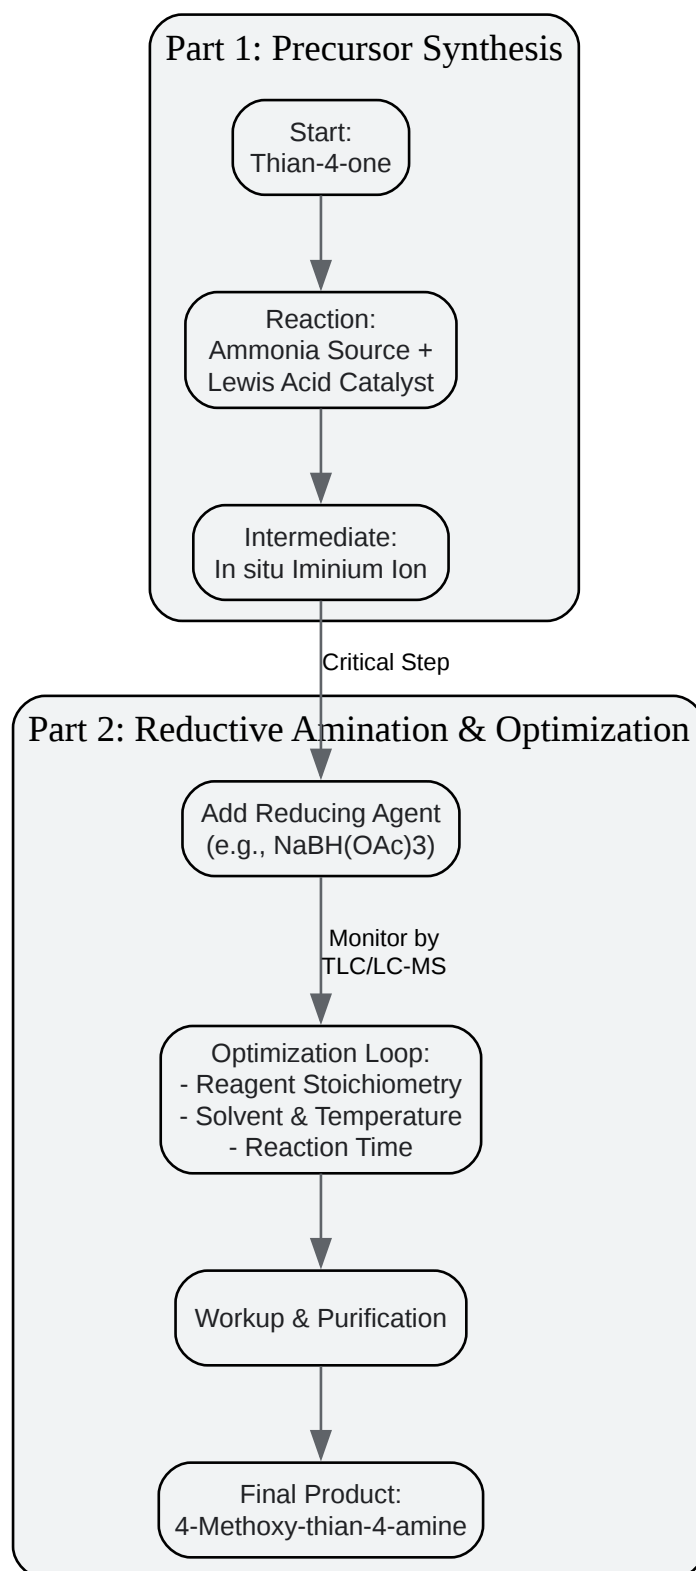 Part 1: Precursor Synthesis
Start:
Thian-4-one
Reaction:
Ammonia Source +
Lewis Acid Catalyst
Intermediate:
In situ Iminium Ion
Critical Step
Part 2: Reductive Amination & Optimization
Add Reducing Agent
(e.g., NaBH(OAc)3)
Monitor by
TLC/LC-MS
Optimization Loop:
- Reagent Stoichiometry
- Solvent & Temperature
- Reaction Time
Workup & Purification
Final Product:
4-Methoxy-thian-4-amine